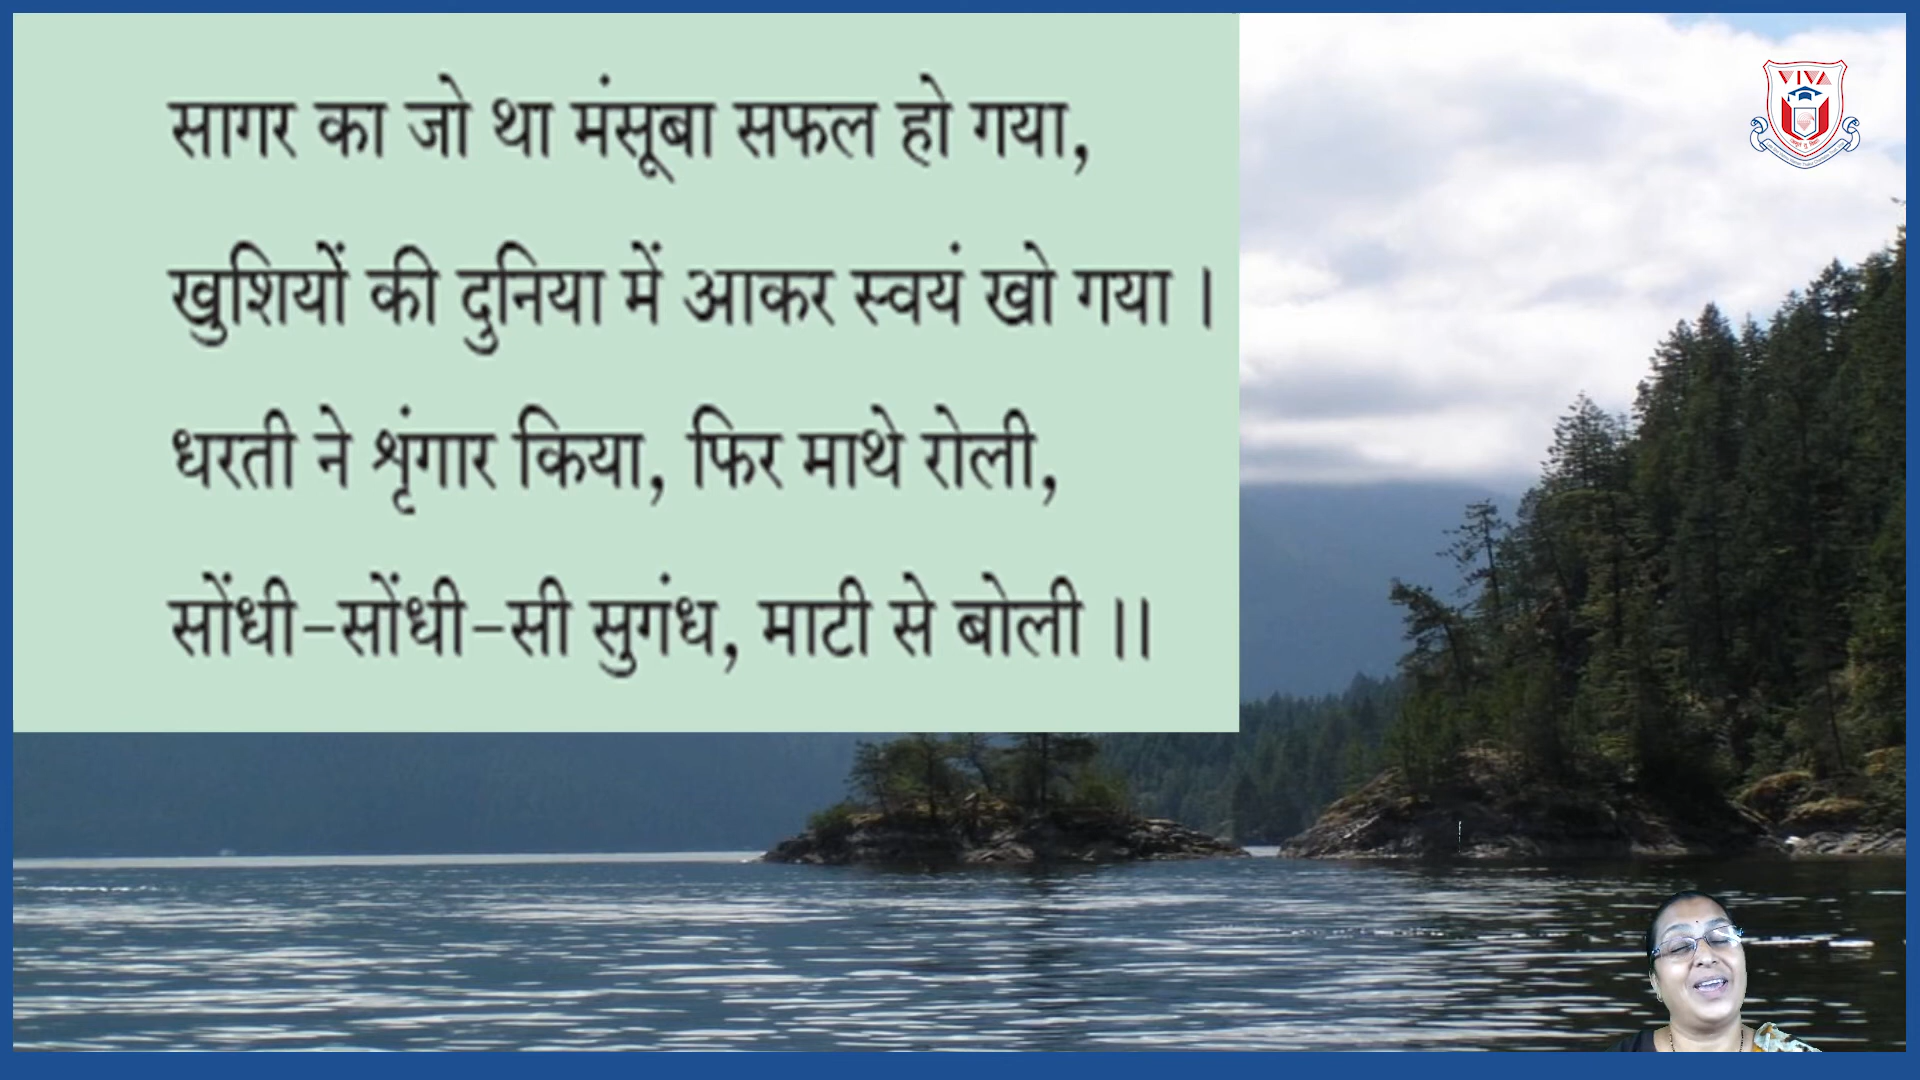 सागर का जो था मंसूबा सफल हो गया,
खुशियों की दुनिया में आकर स्वयं खो गया ।
धरती ने शृंगार किया, फिर माथे रोली,
सोंधी-सोंधी-सी सुगंध, माटी से बोली ।।
VIVA